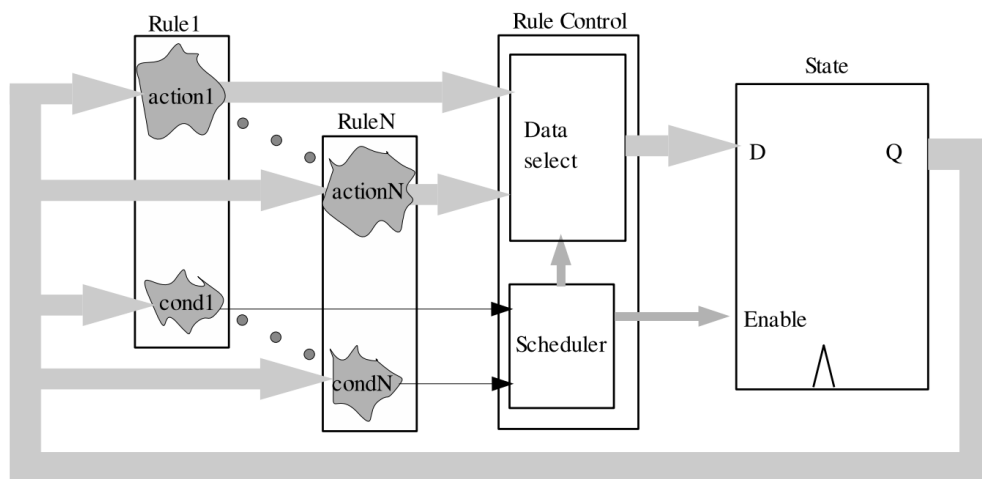 Rule1
Rule Control
State
action1
RuleN
Data
select
D
Q
actionN
cond1
Enable
Scheduler
condN